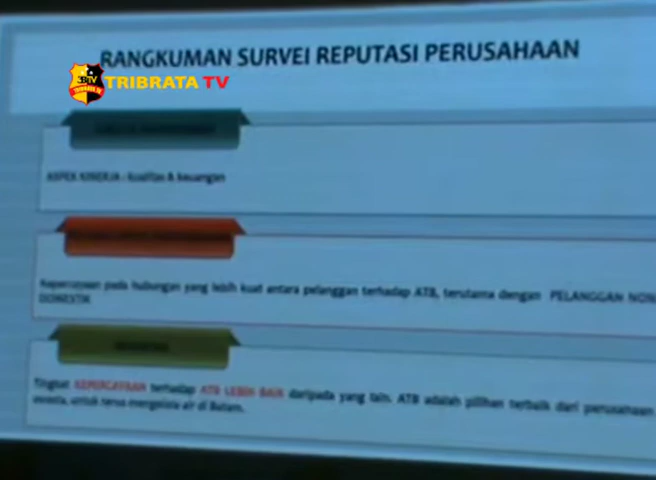 RANGKUMAN SURVEI REPUTASI PERUSAHAAN
TRIBRATA TV
ASPEK KINERJA : Kualitas & Keuangan
Kepercayaan pada hubungan yang lebih kuat antara pelanggan terhadap ATB, terutama dengan PELANGGAN NON
DOMESTIK
Tingkat KEPERCAYAAN terhadap ATB LEBIH BAIK daripada yang lain. ATB adalah pilihan terbaik dari perusahaan
untuk terus mengelola air di Batam.